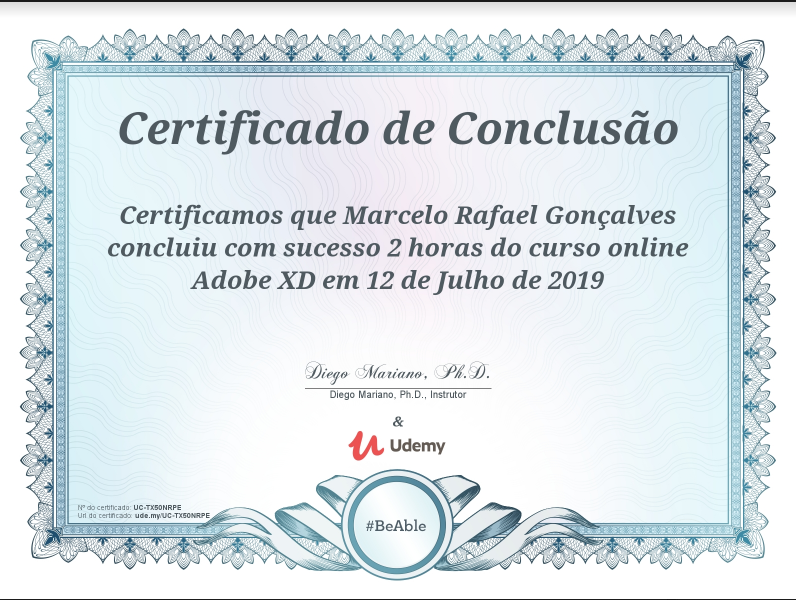 Certificado de Conclusão
Certificamos que Marcelo Rafael Gonçalves
concluiu com sucesso 2 horas do curso online
Adobe XD em 12 de Julho de 2019
Diego Mariano, Ph.D.
Diego Mariano, Ph.D., Instrutor
&
Udemy
Nº do certificado: UC-TX50NRPE
Url do certificado: ude.my/UC-TX50NRPE
#BeAble